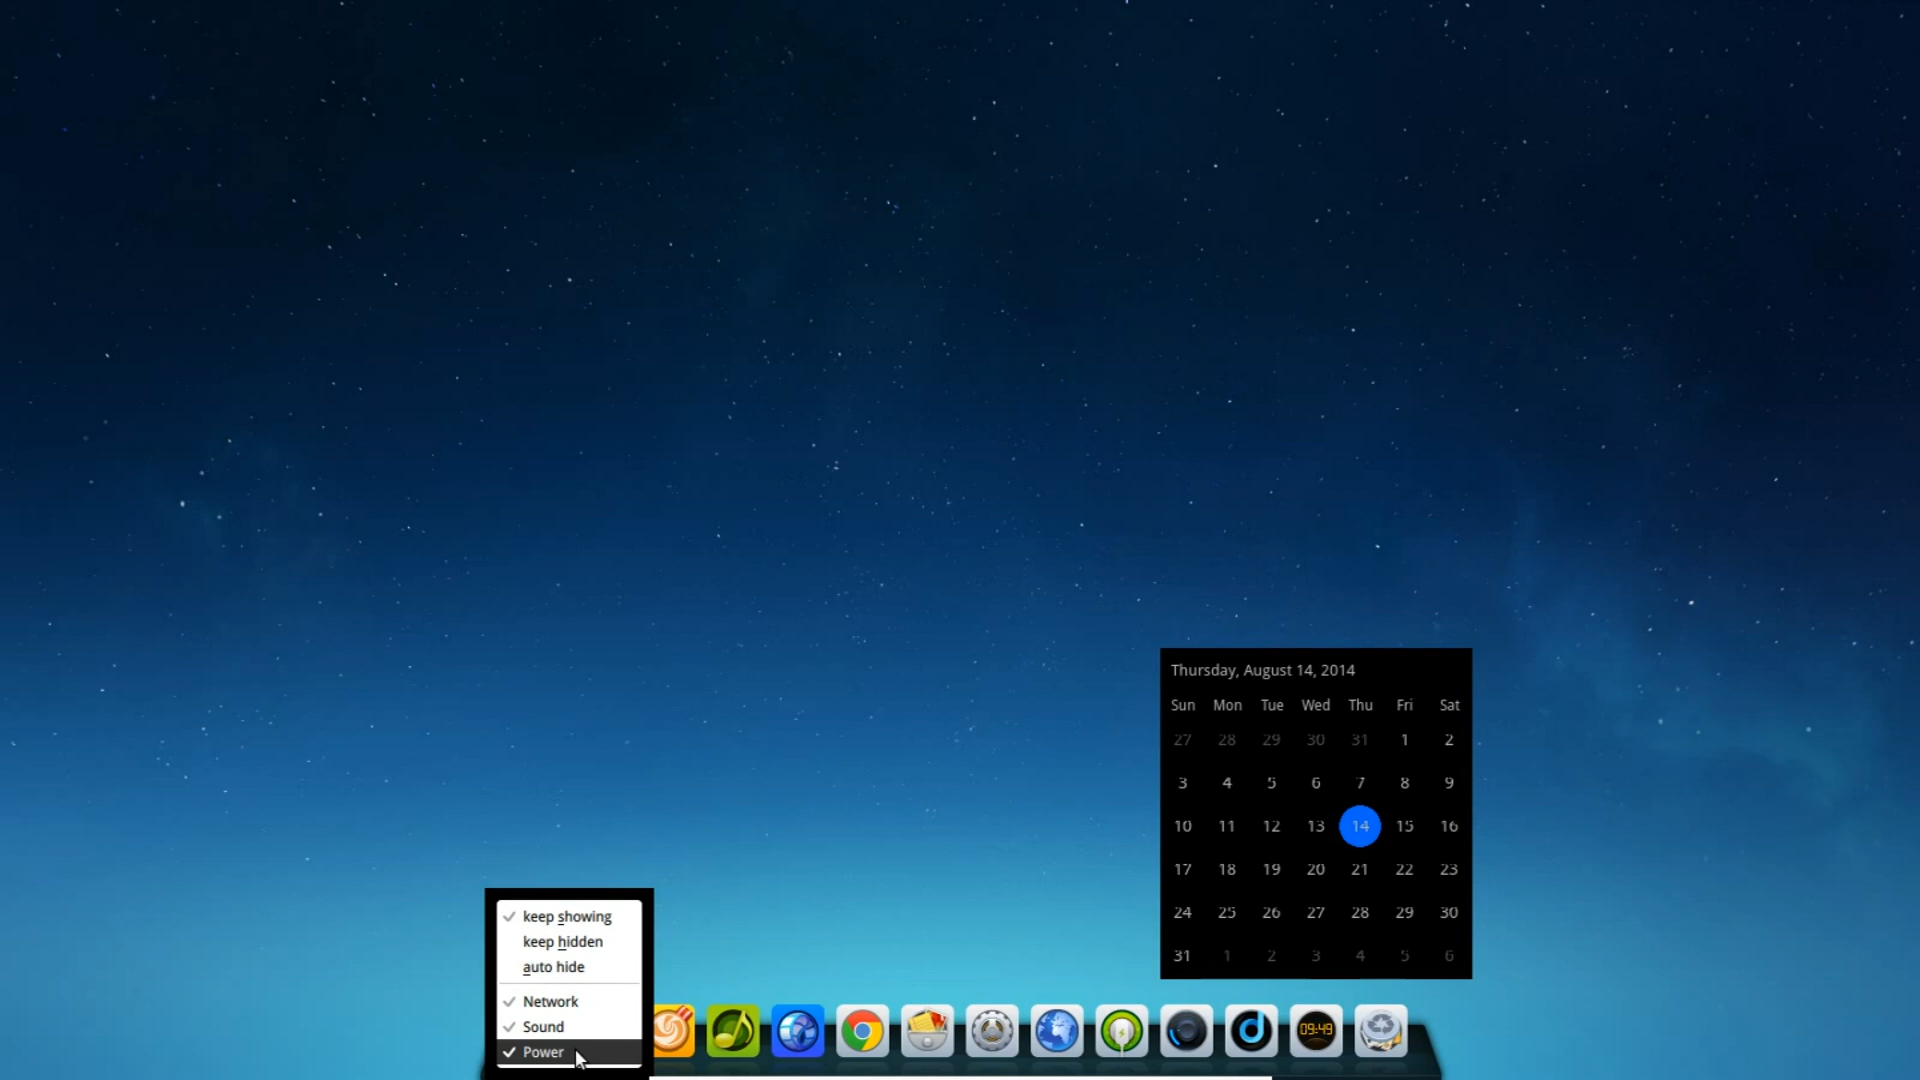 Thursday, August 14, 2014
Sun Mon Tue Wed Thu Fri Sat
27 28 29 30 31 1 2
3 4 5 6 7 8 9
10 11 12 13 14 15 16
17 18 19 20 21 22 23
24 25 26 27 28 29 30
31 1 2 3 4 5 6
keep showing
keep hidden
auto hide
Network
Sound
Power
09:49